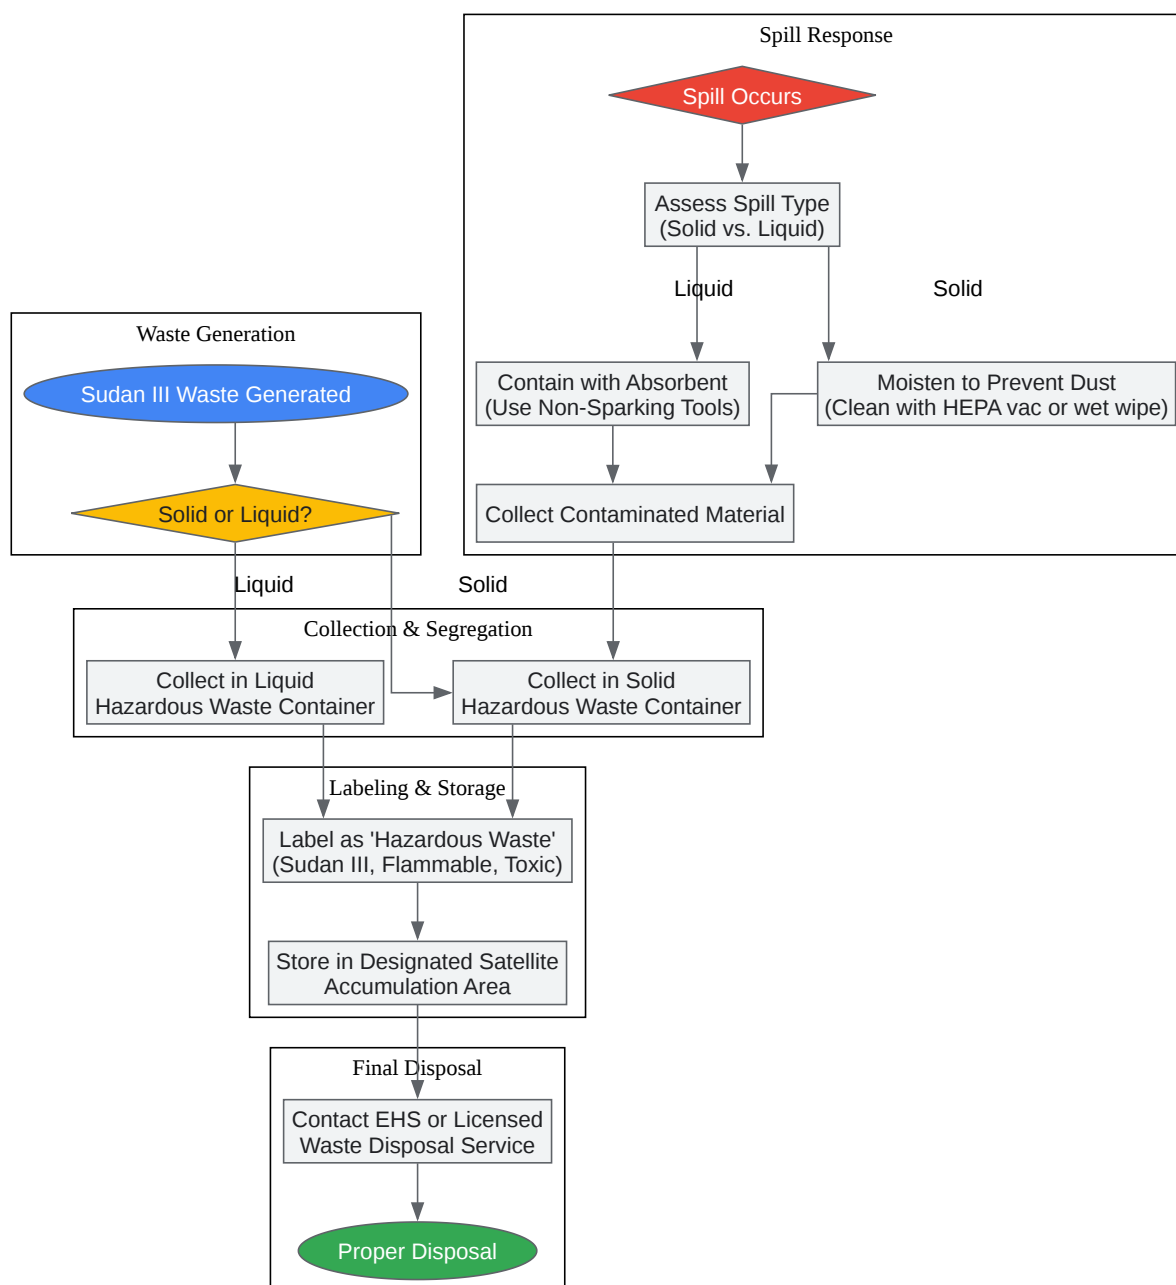 Spill Response
Spill Occurs
Assess Spill Type
(Solid vs. Liquid)
Liquid
Solid
Contain with Absorbent
(Use Non-Sparking Tools)
Moisten to Prevent Dust
(Clean with HEPA vac or wet wipe)
Collect Contaminated Material
Waste Generation
Sudan III Waste Generated
Solid or Liquid?
Liquid
Solid
Collection & Segregation
Collect in Liquid
Hazardous Waste Container
Collect in Solid
Hazardous Waste Container
Labeling & Storage
Label as 'Hazardous Waste'
(Sudan III, Flammable, Toxic)
Store in Designated Satellite
Accumulation Area
Final Disposal
Contact EHS or Licensed
Waste Disposal Service
Proper Disposal